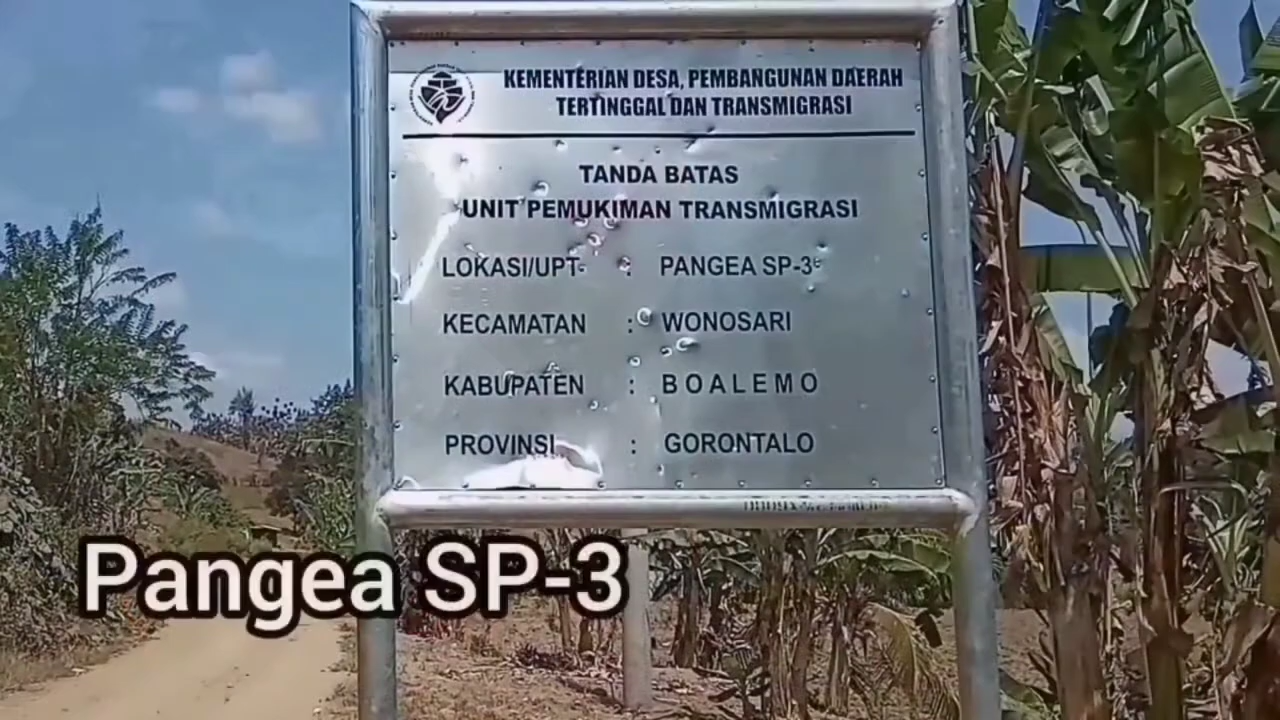 KEMENTERIAN DESA, PEMBANGUNAN DAERAH
TERTINGGAL DAN TRANSMIGRASI
TANDA BATAS
UNIT PEMUKIMAN TRANSMIGRASI
LOKASI/UPT : PANGEA SP-3
KECAMATAN : WONOSARI
KABUPATEN : BOALEMO
PROVINSI : GORONTALO
Pangea SP-3